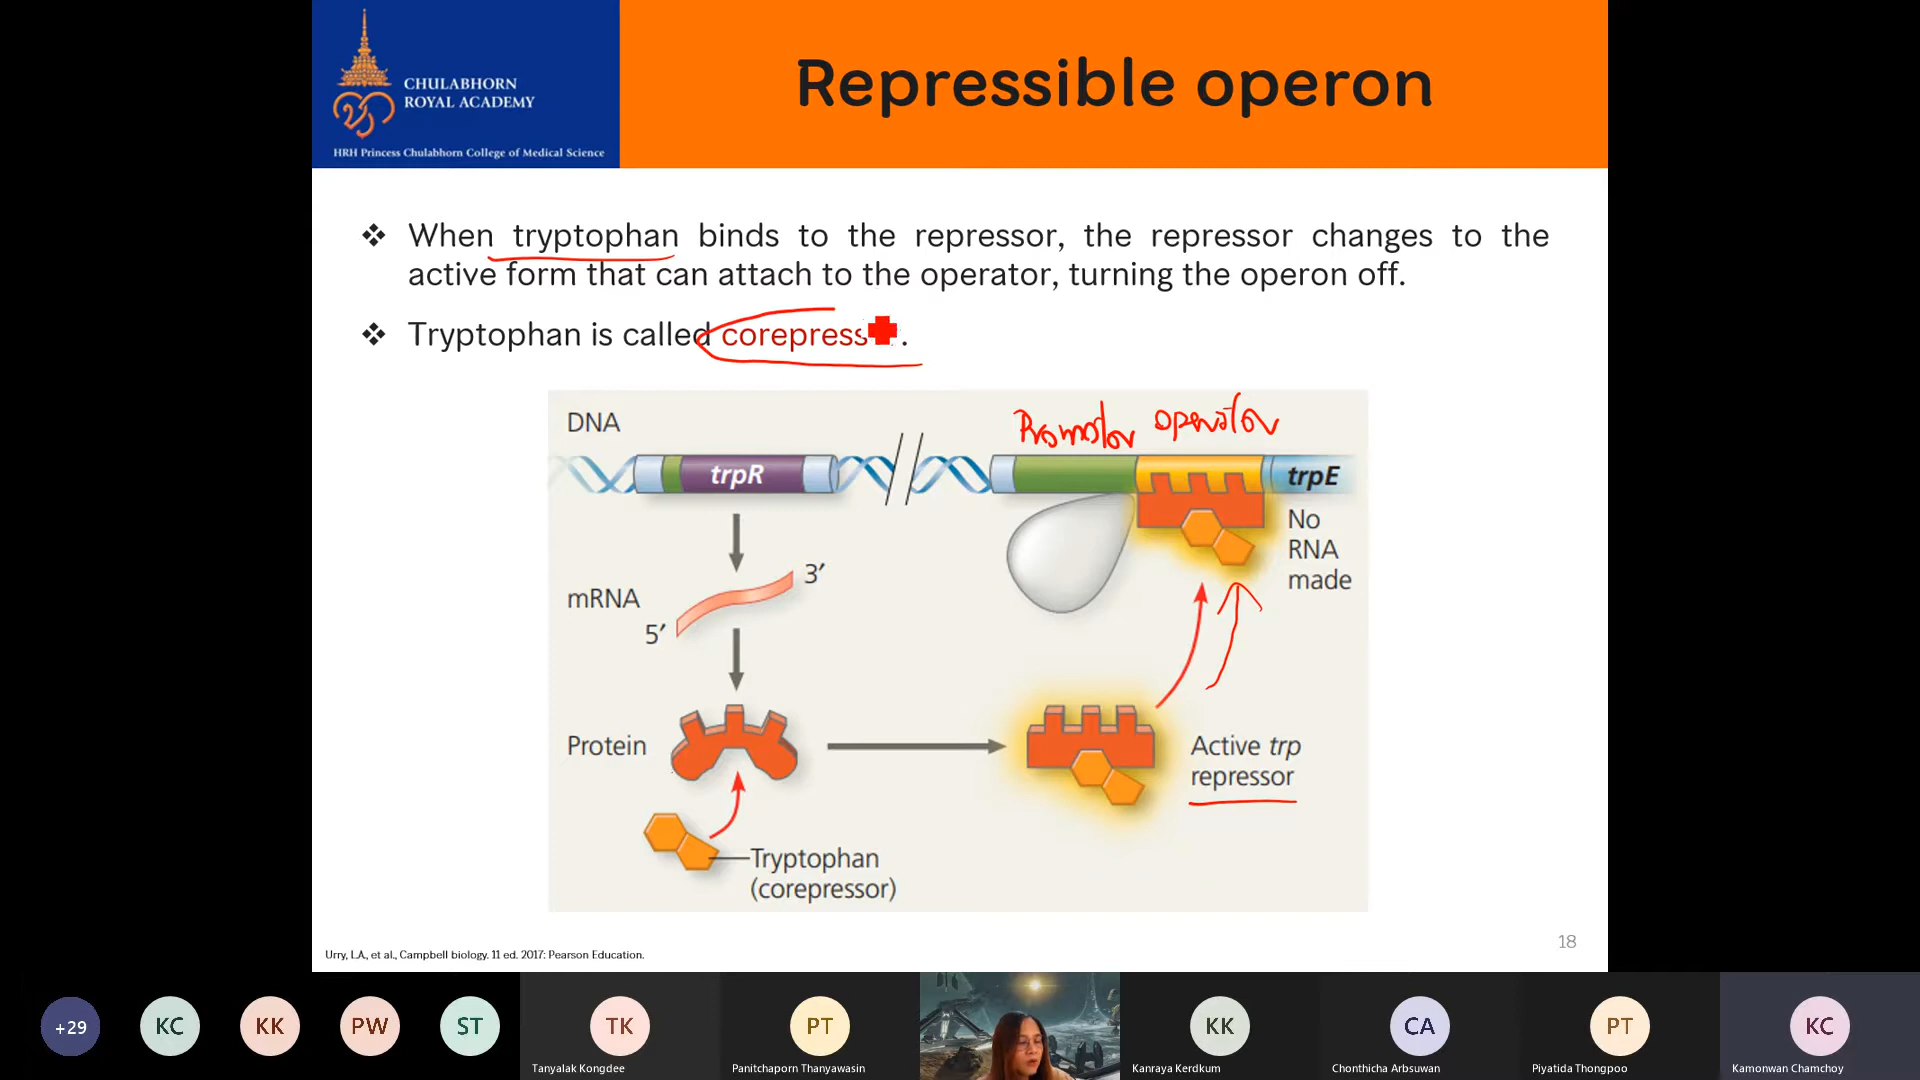 CHULABHORN
ROYAL ACADEMY
HRH Princess Chulabhorn College of Medical Science
Repressible operon
❖ When tryptophan binds to the repressor, the repressor changes to the
active form that can attach to the operator, turning the operon off.
❖ Tryptophan is called corepress .
DNA
Promotor operator
trpR
trpE
No
RNA
made
3′
mRNA
5′
Protein
Active trp
repressor
Tryptophan
(corepressor)
18
Urry, L.A., et al., Campbell biology. 11 ed. 2017: Pearson Education.
+29
KC
KK
PW
ST
TK
PT
KK
CA
PT
KC
Tanyalak Kongdee
Panitchaporn Thanyawasin
Kanraya Kerdkum
Chonthicha Arbsuwan
Piyatida Thongpoo
Kamonwan Chamchoy